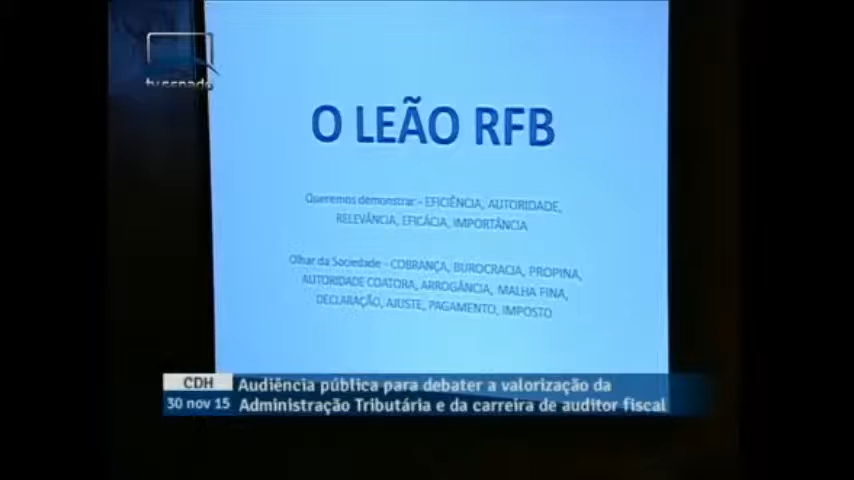 tv senado
O LEÃO RFB
Queremos demonstrar - EFICIÊNCIA, AUTORIDADE,
RELEVÂNCIA, EFICÁCIA, IMPORTÂNCIA
Olhar da Sociedade - COBRANÇA, BUROCRACIA, PROPINA,
AUTORIDADE COATORA, ARROGÂNCIA, MALHA FINA,
DECLARAÇÃO, AJUSTE, PAGAMENTO, IMPOSTO
CDH
Audiência pública para debater a valorização da
30 nov 15
Administração Tributária e da carreira de auditor fiscal